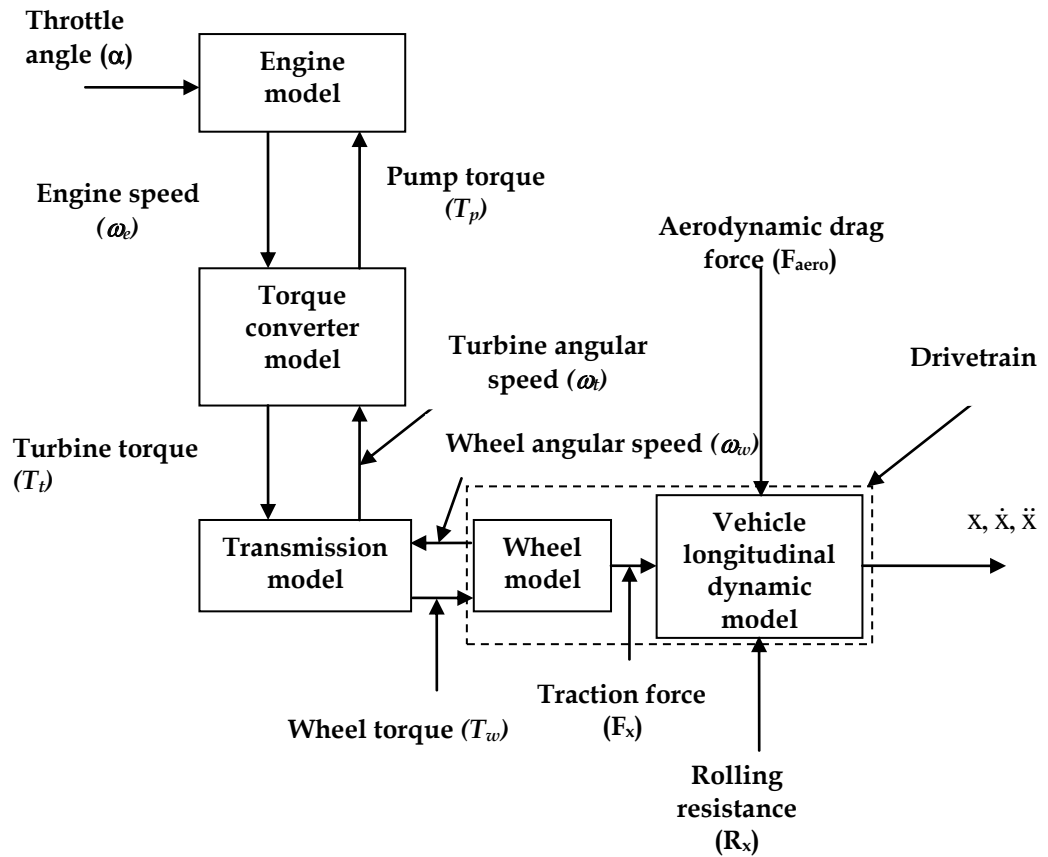 Throttle
angle (α)
Engine
model
Engine speed
(ωe)
Pump torque
(Tp)
Aerodynamic drag
force (Faero)
Torque
converter
model
Turbine angular
speed (ωt)
Drivetrain
Turbine torque
(Tt)
Wheel angular speed (ωw)
Transmission
model
Wheel
model
Vehicle
longitudinal
dynamic
model
x, ẋ, ẍ
Wheel torque (Tw)
Traction force
(Fx)
Rolling
resistance
(Rx)